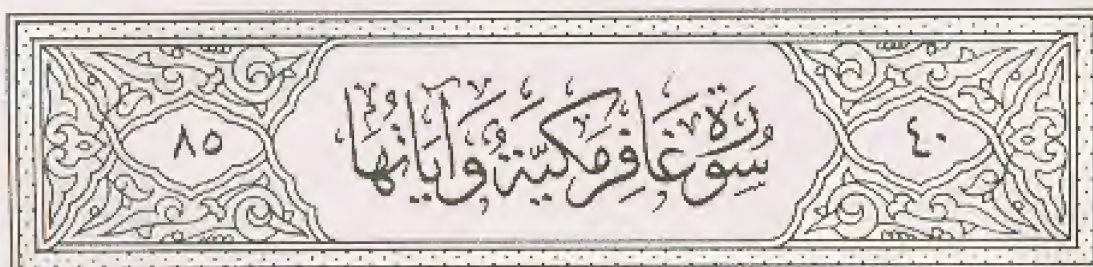 ٤٠
سُورَةُ غَافِرٍ مَكِّيَّةٌ وَآيَاتُهَا
٨٥